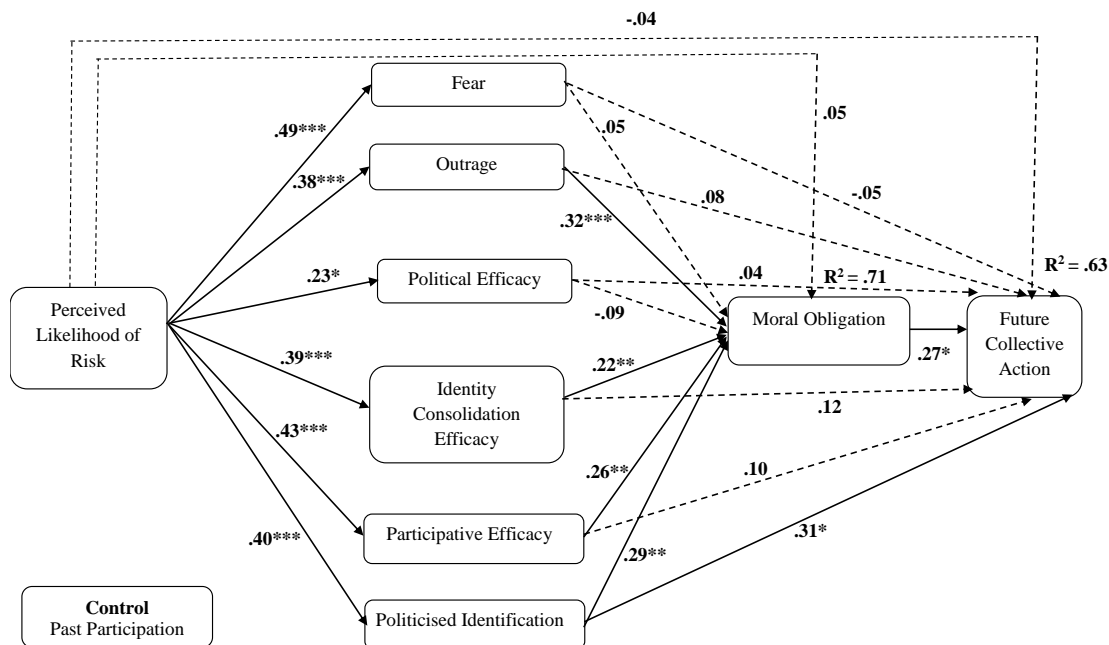 -.04
Fear
.05
.05
.49***
Outrage
.38***
-.05
.08
.32***
.23*
Political Efficacy
.04
R² = .71
R² = .63
-.09
Perceived
Likelihood of
Risk
Moral Obligation
Future
Collective
Action
.27*
.39***
.22**
Identity
Consolidation
Efficacy
.12
.43***
.26**
.10
Participative Efficacy
.40***
.29**
.31*
Politicised Identification
Control
Past Participation